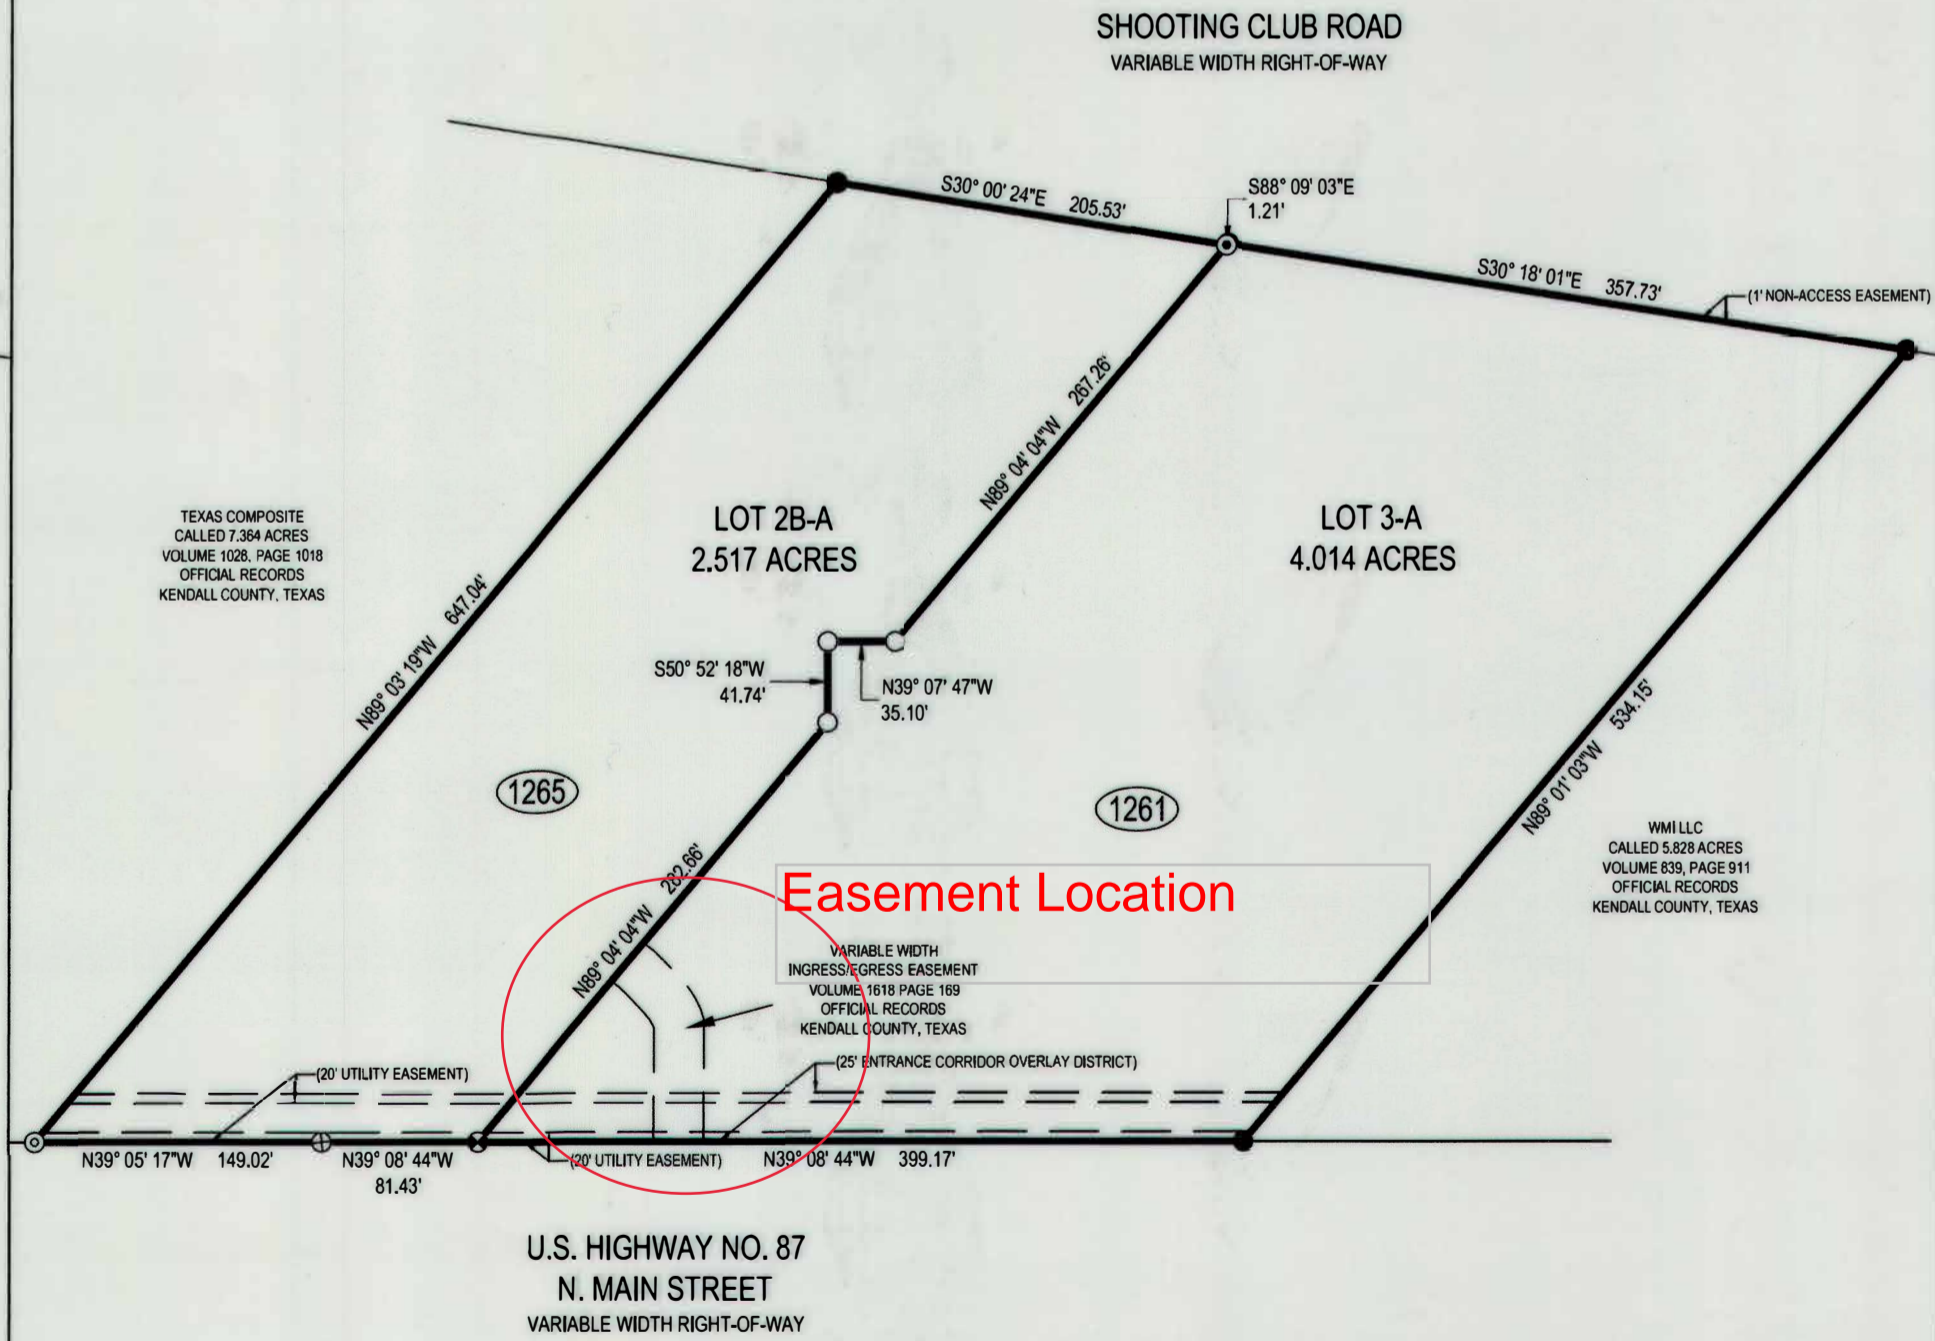 SHOOTING CLUB ROAD
VARIABLE WIDTH RIGHT-OF-WAY
S30° 00' 24"E 205.53'
S88° 09' 03"E
1.21'
S30° 18' 01"E 357.73'
(1' NON-ACCESS EASEMENT)
N89° 04' 04"W 267.26'
TEXAS COMPOSITE
CALLED 7.364 ACRES
VOLUME 1028, PAGE 1018
OFFICIAL RECORDS
KENDALL COUNTY, TEXAS
LOT 2B-A
2.517 ACRES
LOT 3-A
4.014 ACRES
N89° 03' 19"W 647.04'
S50° 52' 18"W
41.74'
N39° 07' 47"W
35.10'
N89° 01' 03"W 534.15'
1265
1261
WMI LLC
CALLED 5.828 ACRES
VOLUME 839, PAGE 911
OFFICIAL RECORDS
KENDALL COUNTY, TEXAS
N89° 04' 04"W 282.66'
Easement Location
VARIABLE WIDTH
INGRESS/EGRESS EASEMENT
VOLUME 1618 PAGE 169
OFFICIAL RECORDS
KENDALL COUNTY, TEXAS
(20' UTILITY EASEMENT)
(25' ENTRANCE CORRIDOR OVERLAY DISTRICT)
N39° 05' 17"W 149.02'
N39° 08' 44"W
81.43'
(20' UTILITY EASEMENT)
N39° 08' 44"W 399.17'
U.S. HIGHWAY NO. 87
N. MAIN STREET
VARIABLE WIDTH RIGHT-OF-WAY